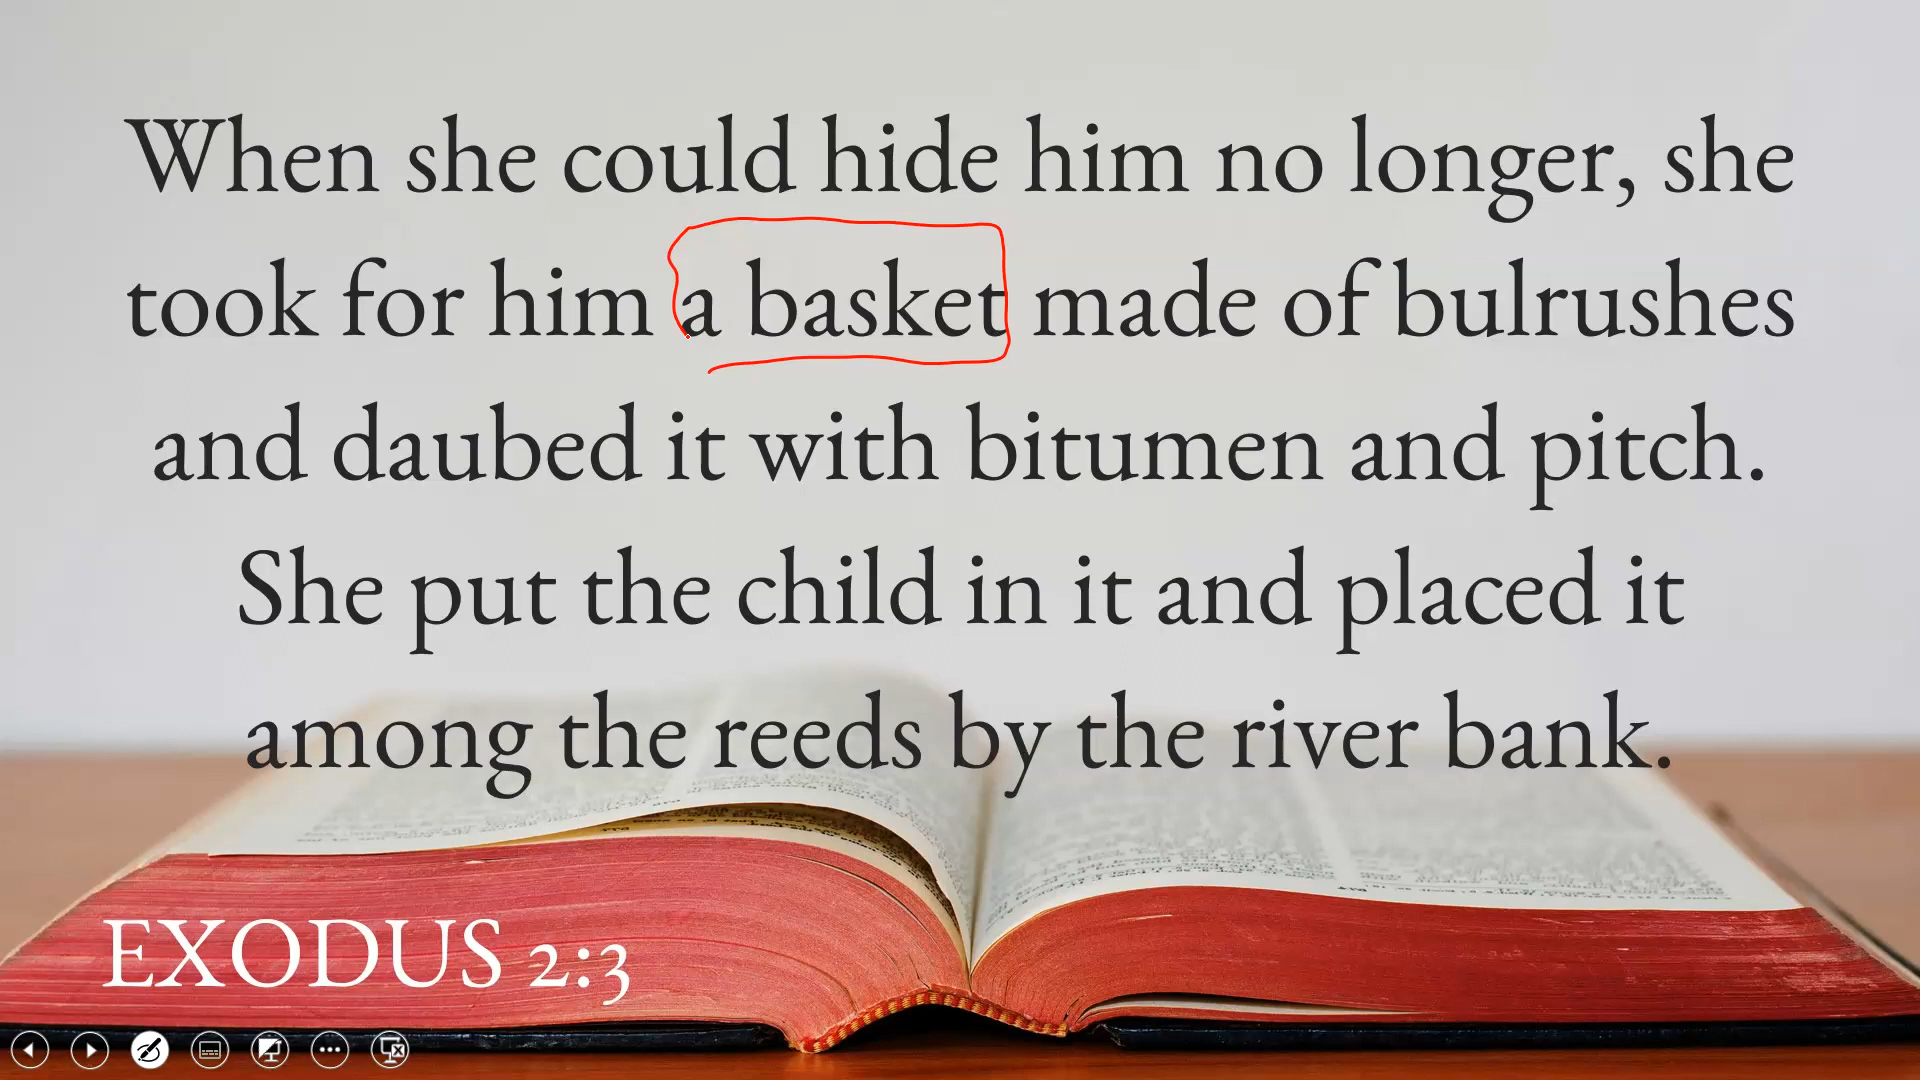 When she could hide him no longer, she
took for him a basket made of bulrushes
and daubed it with bitumen and pitch.
She put the child in it and placed it
among the reeds by the river bank.
EXODUS 2:3